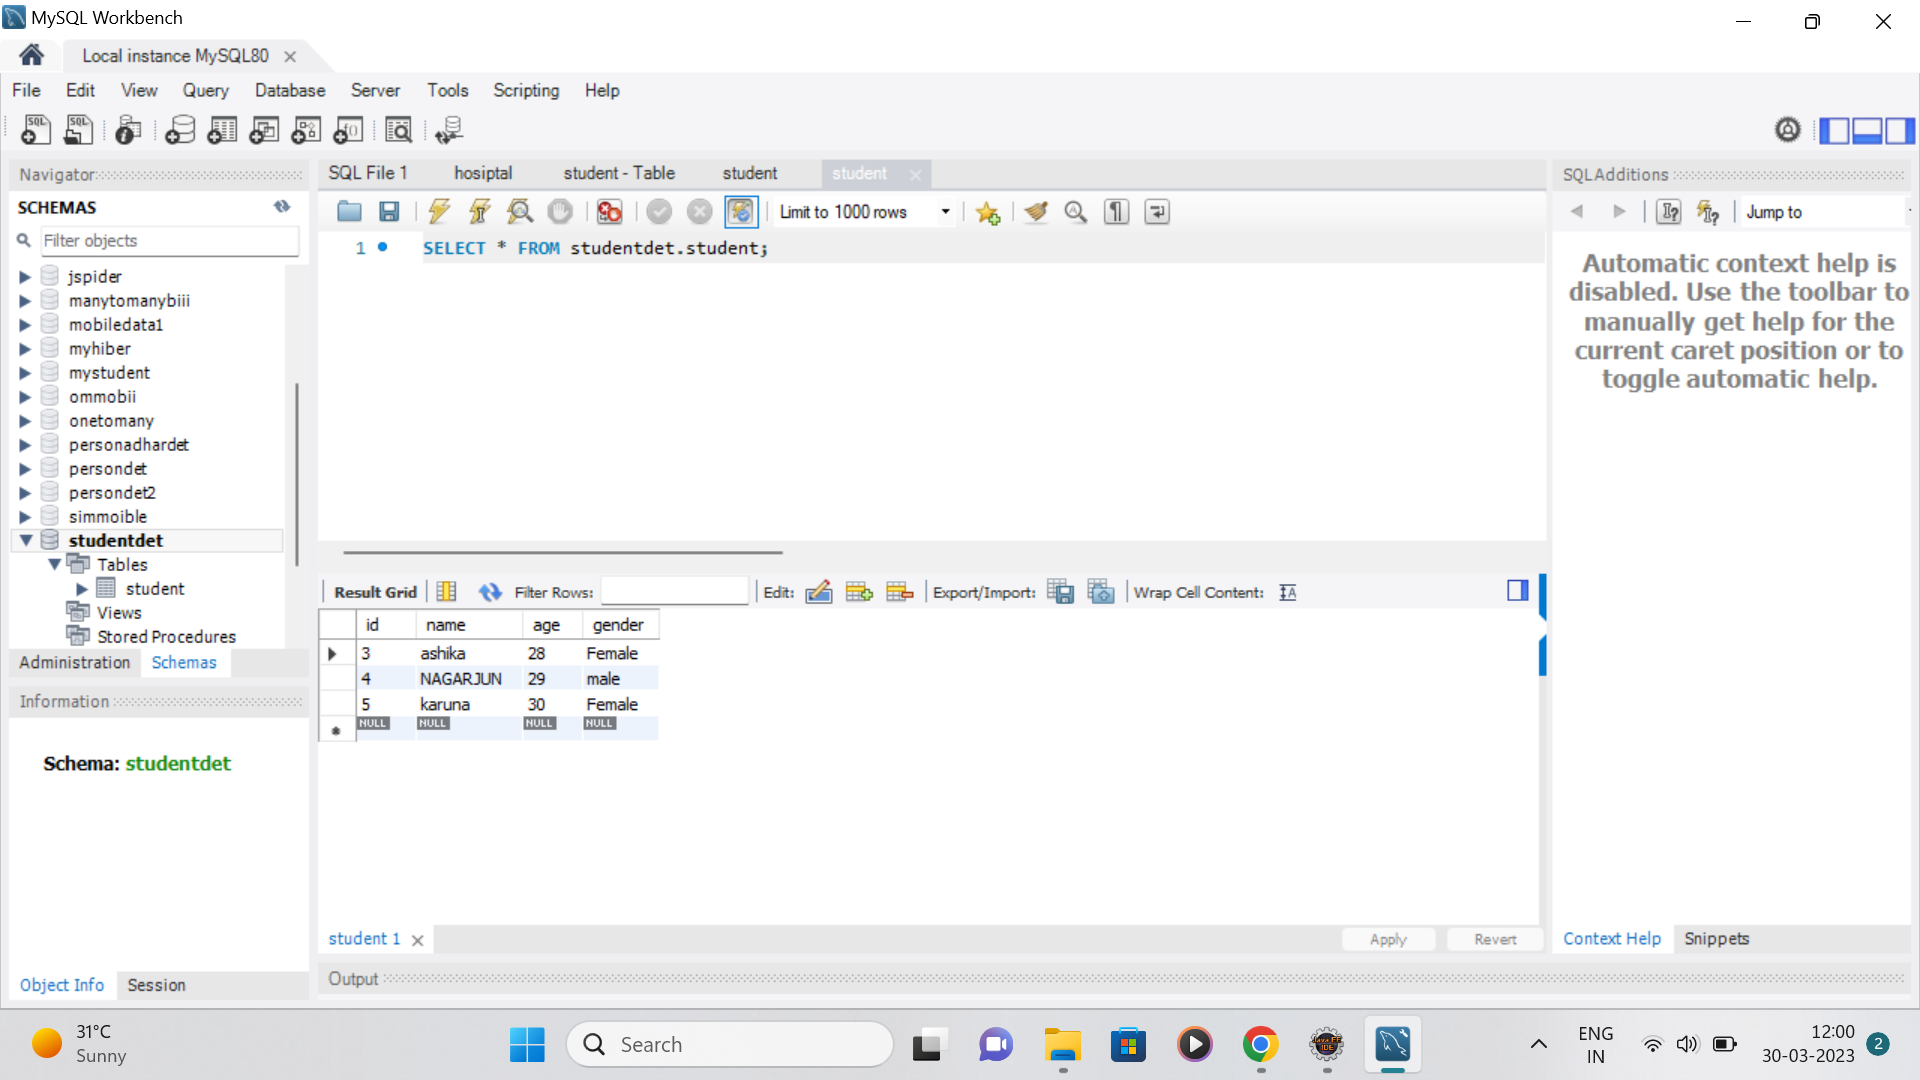 MySQL Workbench
Local instance MySQL80
File Edit View Query Database Server Tools Scripting Help
Navigator
SCHEMAS
Filter objects
jspider
manytomanybiii
mobiledata1
myhiber
mystudent
ommobii
onetomany
personadhardet
persondet
persondet2
simmoible
studentdet
Tables
student
Views
Stored Procedures
Administration Schemas
Information
Schema: studentdet
Object Info Session
SQL File 1 hosiptal student - Table student student
Limit to 1000 rows
1 SELECT * FROM studentdet.student;
Result Grid Filter Rows: Edit: Export/Import: Wrap Cell Content:
id name age gender
3 ashika 28 Female
4 NAGARJUN 29 male
5 karuna 30 Female
NULL NULL NULL NULL
student 1
Apply Revert
Output
SQLAdditions
Jump to
Automatic context help is
disabled. Use the toolbar to
manually get help for the
current caret position or to
toggle automatic help.
Context Help Snippets
31°C
Sunny
Search
ENG
IN
12:00
30-03-2023
2